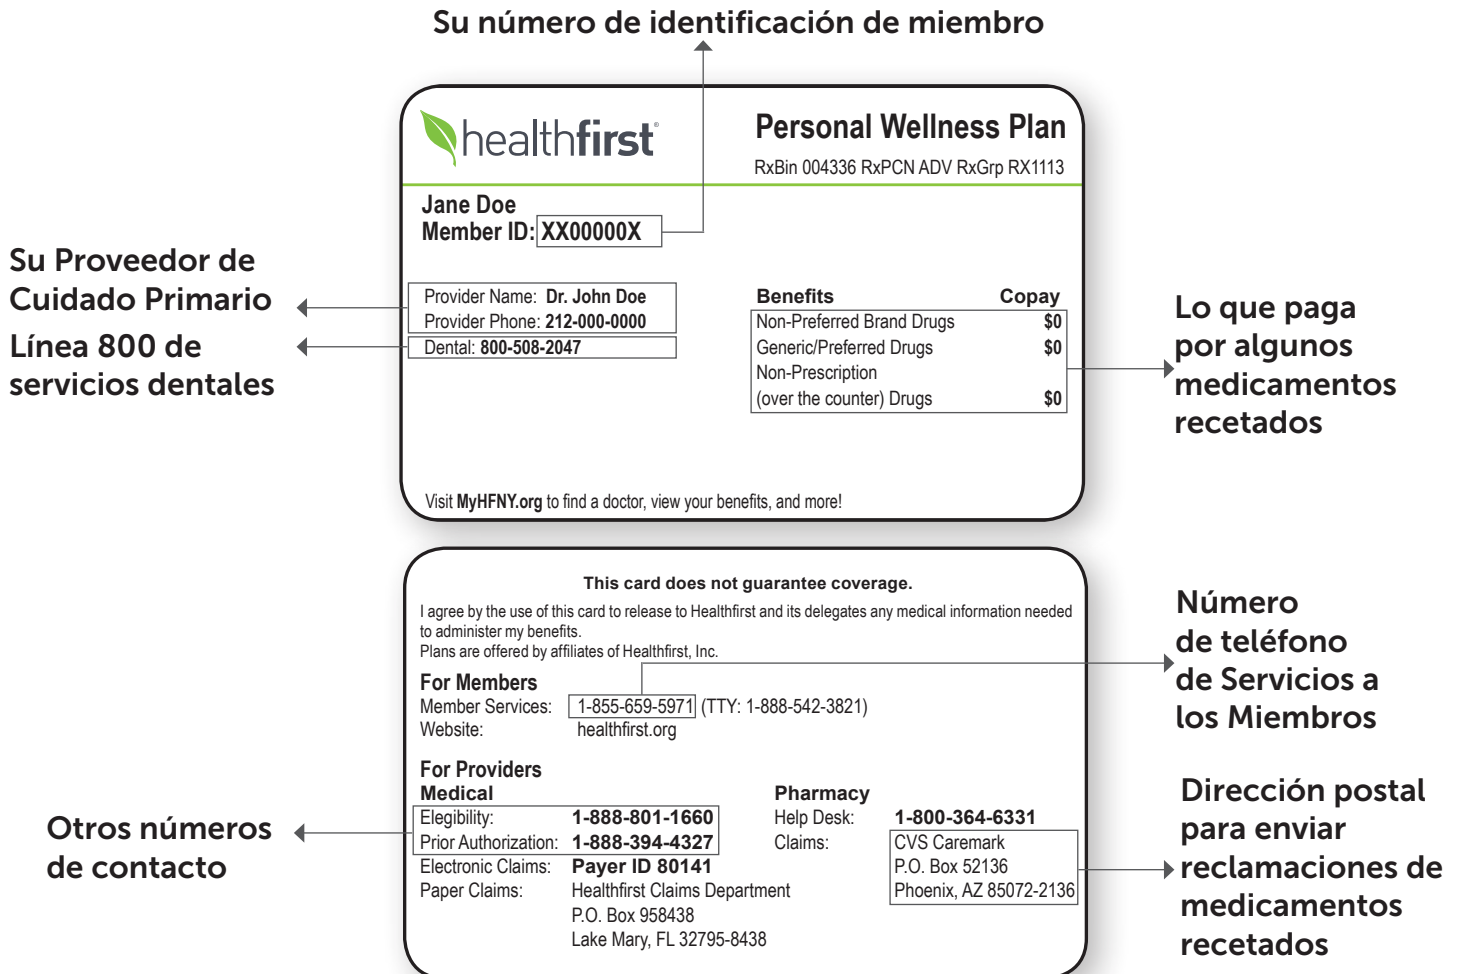 Su número de identificación de miembro
healthfirst
Personal Wellness Plan
RxBin 004336 RxPCN ADV RxGrp RX1113
Jane Doe
Member ID: XX00000X
Su Proveedor de
Cuidado Primario
Línea 800 de
servicios dentales
Provider Name: Dr. John Doe
Provider Phone: 212-000-0000
Dental: 800-508-2047
Benefits Copay
Non-Preferred Brand Drugs $0
Generic/Preferred Drugs $0
Non-Prescription
(over the counter) Drugs $0
Lo que paga
por algunos
medicamentos
recetados
Visit MyHFNY.org to find a doctor, view your benefits, and more!
This card does not guarantee coverage.
I agree by the use of this card to release to Healthfirst and its delegates any medical information needed
to administer my benefits.
Plans are offered by affiliates of Healthfirst, Inc.
For Members
Member Services: 1-855-659-5971 (TTY: 1-888-542-3821)
Website: healthfirst.org
Número
de teléfono
de Servicios a
los Miembros
For Providers
Medical
Elegibility: 1-888-801-1660
Prior Authorization: 1-888-394-4327
Electronic Claims: Payer ID 80141
Paper Claims: Healthfirst Claims Department
P.O. Box 958438
Lake Mary, FL 32795-8438
Pharmacy
Help Desk: 1-800-364-6331
Claims: CVS Caremark
P.O. Box 52136
Phoenix, AZ 85072-2136
Otros números
de contacto
Dirección postal
para enviar
reclamaciones de
medicamentos
recetados